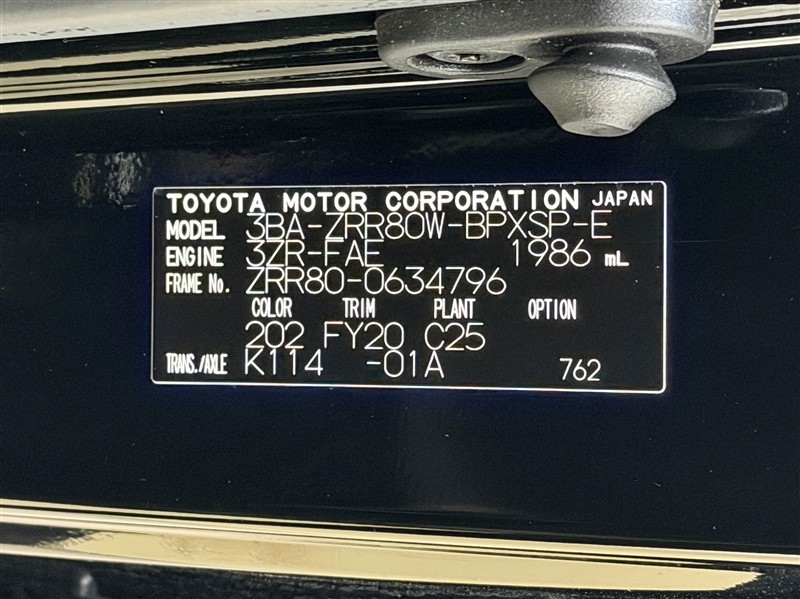 TOYOTA MOTOR CORPORATION JAPAN
MODEL 3BA-ZRR80W-BPXSP-E
ENGINE 3ZR-FAE 1986 mL
FRAME No. ZRR80-0634796
COLOR TRIM PLANT OPTION
202 FY20 C25
TRANS./AXLE K114 -01A 762